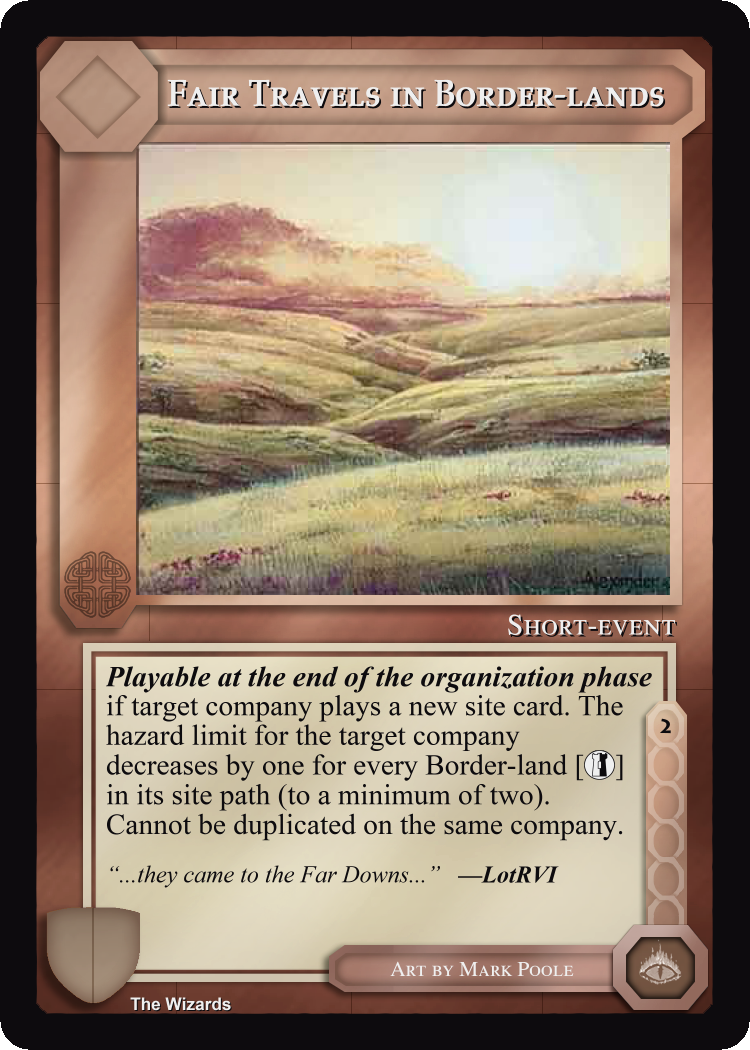 Fair Travels in Border-lands
Alexander
Short-event
Playable at the end of the organization phase
if target company plays a new site card. The
hazard limit for the target company
decreases by one for every Border-land [ ]
in its site path (to a minimum of two).
Cannot be duplicated on the same company.
2
“...they came to the Far Downs...” —LotRVI
Art by Mark Poole
The Wizards